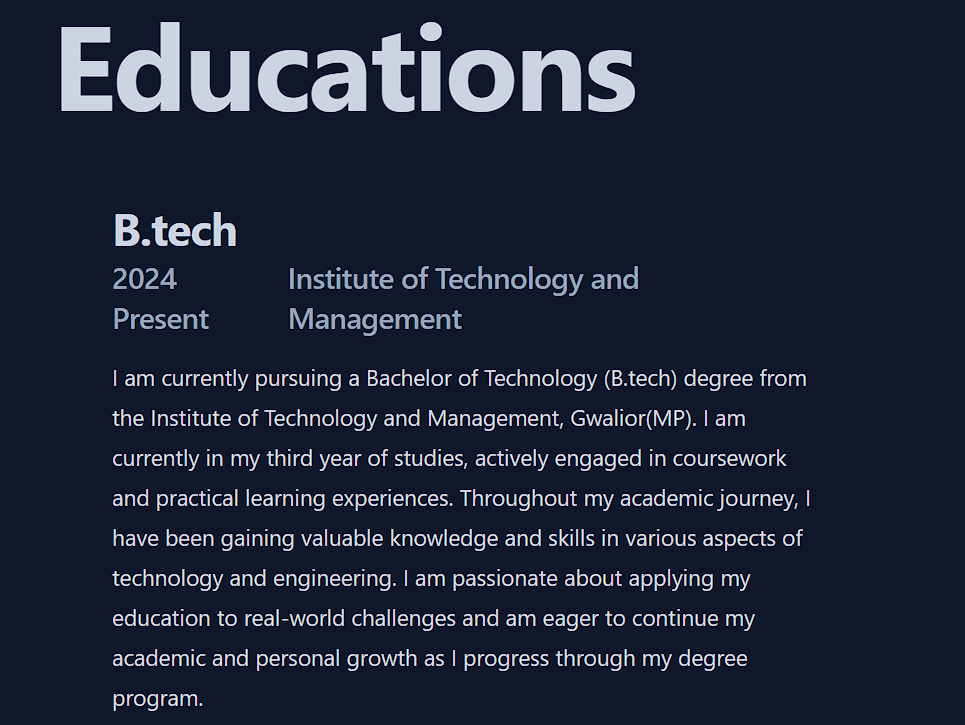 Educations
B.tech
2024
Present
Institute of Technology and
Management
I am currently pursuing a Bachelor of Technology (B.tech) degree from
the Institute of Technology and Management, Gwalior(MP). I am
currently in my third year of studies, actively engaged in coursework
and practical learning experiences. Throughout my academic journey, I
have been gaining valuable knowledge and skills in various aspects of
technology and engineering. I am passionate about applying my
education to real-world challenges and am eager to continue my
academic and personal growth as I progress through my degree
program.